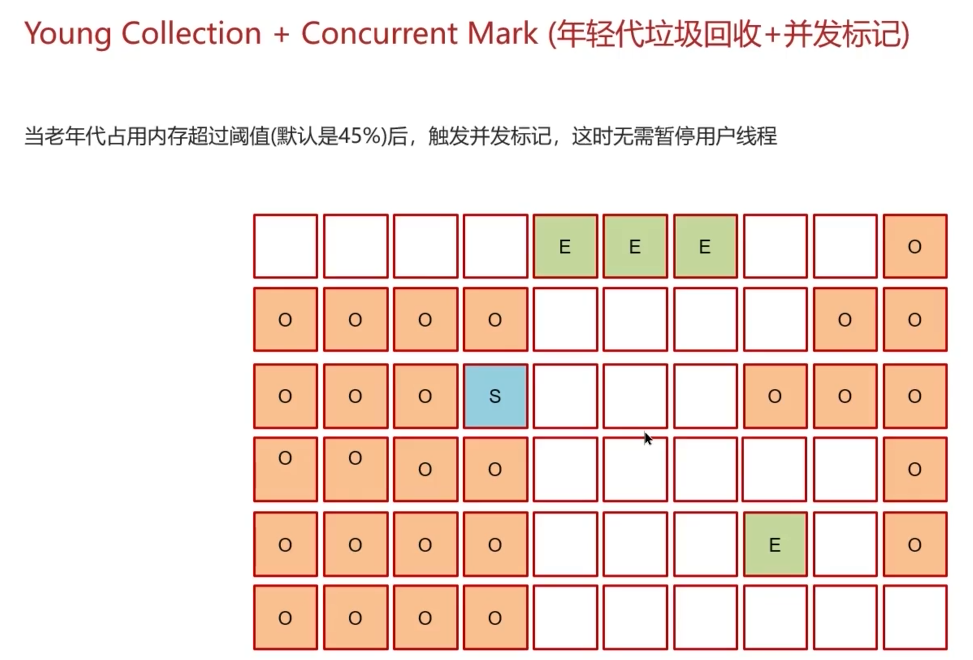 Young Collection + Concurrent Mark (年轻代垃圾回收+并发标记)
当老年代占用内存超过阈值(默认是45%)后，触发并发标记，这时无需暂停用户线程
E E E O
O O O O O O
O O O S O O O
O O O O O
O O O O E O
O O O O